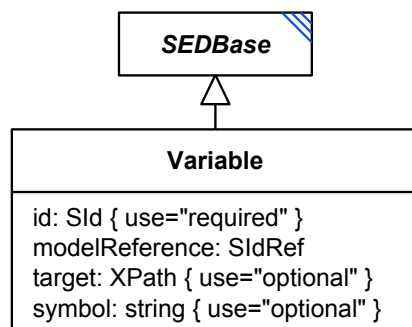 SEDBase
Variable
id: SId { use="required" }
modelReference: SIdRef
target: XPath { use="optional" }
symbol: string { use="optional" }